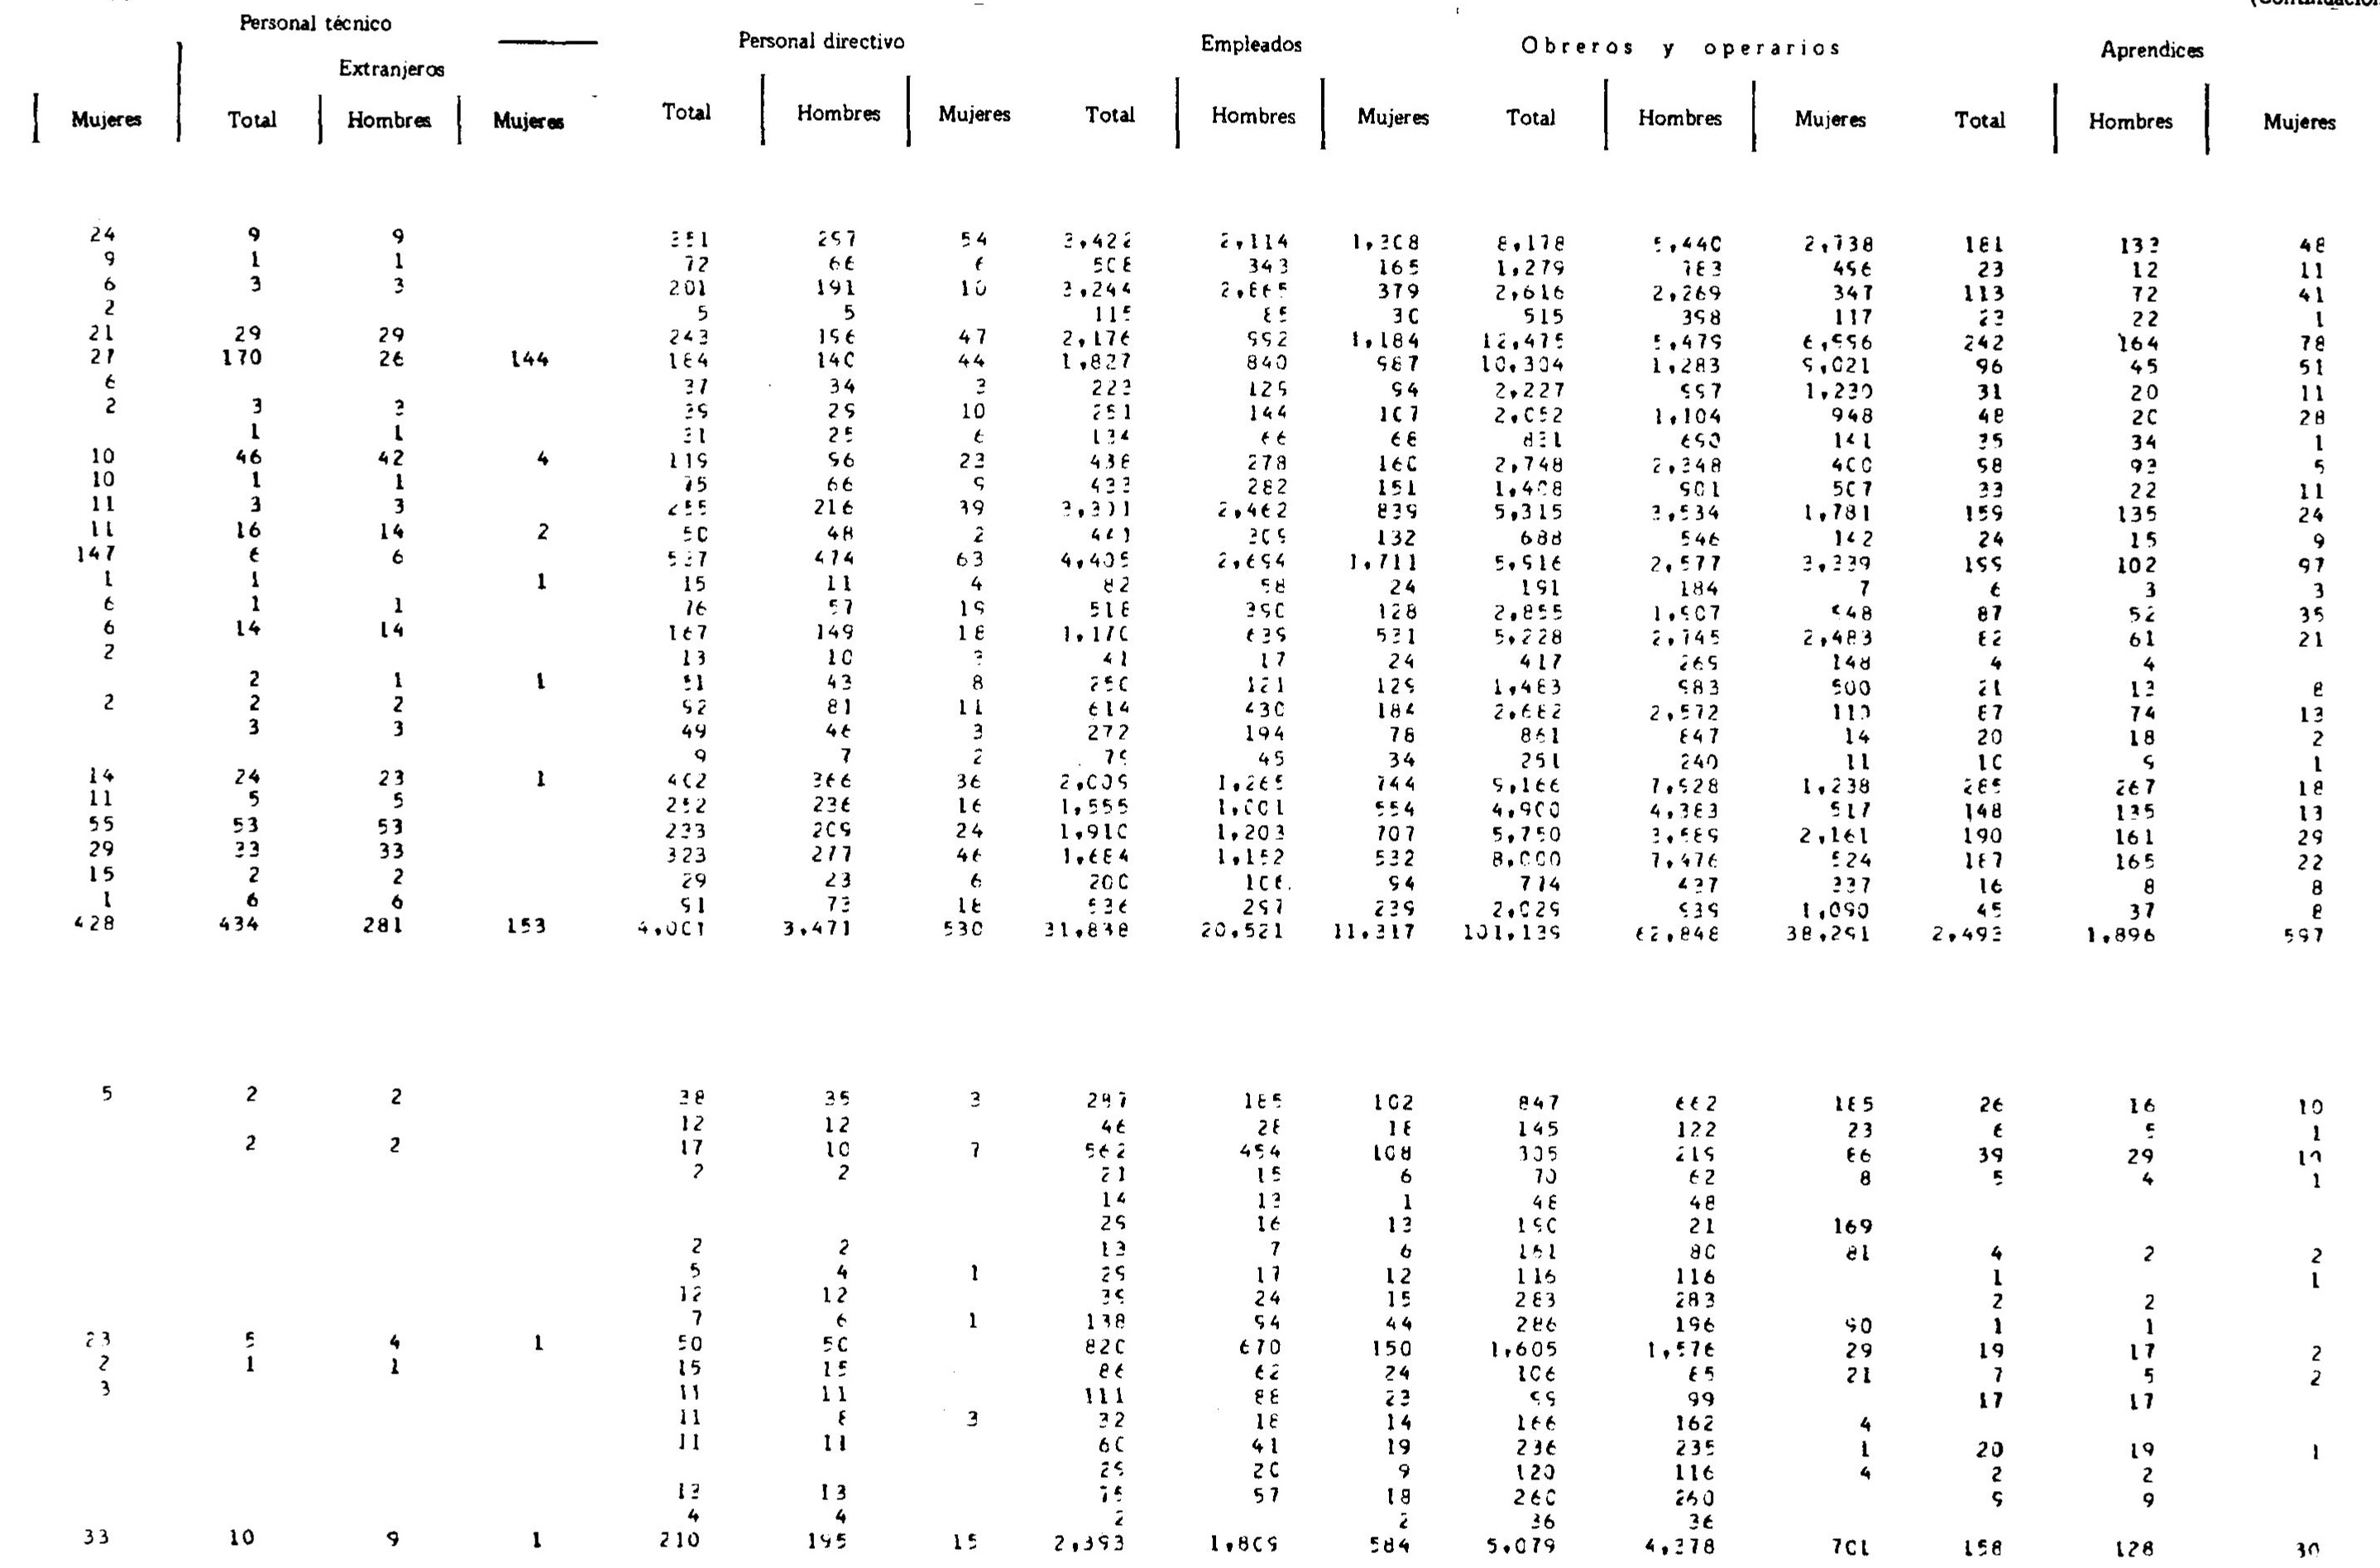 Personal técnico
Personal directivo Empleados Obreros y operarios Aprendices
Extranjeros
Mujeres Total Hombres Mujeres Total Hombres Mujeres Total Hombres Mujeres Total Hombres Mujeres Total Hombres Mujeres
24 9 9 351 297 54 3,422 2,114 1,308 8,178 5,440 2,738 181 133 48
9 1 1 72 66 6 508 343 165 1,279 783 496 23 12 11
6 3 3 201 191 10 3,244 2,865 379 2,616 2,269 347 113 72 41
2 5 5 115 85 30 515 398 117 23 22 1
21 29 29 243 196 47 2,176 992 1,184 12,475 5,479 6,996 242 164 78
27 170 26 144 184 140 44 1,827 840 987 10,304 1,283 9,021 96 45 51
6 37 34 3 223 129 94 2,227 997 1,230 31 20 11
2 3 3 39 29 10 251 144 107 2,052 1,104 948 48 20 28
1 1 31 25 6 134 66 68 831 690 141 35 34 1
10 46 42 4 119 96 23 438 278 160 2,748 2,348 400 98 93 5
10 1 1 75 66 9 433 282 151 1,408 901 507 33 22 11
11 3 3 255 216 39 3,301 2,462 839 5,315 3,534 1,781 159 135 24
11 16 14 2 50 48 2 441 309 132 688 546 142 24 15 9
147 6 6 537 474 63 4,405 2,694 1,711 5,916 2,577 3,339 199 102 97
1 1 1 15 11 4 82 58 24 191 184 7 6 3 3
6 1 1 76 57 19 518 390 128 2,855 1,907 948 87 52 35
6 14 14 167 149 18 1,170 639 531 5,228 2,745 2,483 82 61 21
2 13 10 3 41 17 24 417 269 148 4 4
2 1 1 51 43 8 250 121 129 1,483 983 500 21 13 8
2 2 2 92 81 11 614 430 184 2,682 2,572 110 87 74 13
3 3 49 46 3 272 194 78 861 847 14 20 18 2
9 7 2 79 45 34 251 240 11 10 9 1
14 24 23 1 402 366 36 2,009 1,265 744 9,166 7,928 1,238 285 267 18
11 5 5 252 236 16 1,555 1,001 554 4,900 4,383 517 148 135 13
55 53 53 233 209 24 1,910 1,203 707 5,750 3,589 2,161 190 161 29
29 33 33 323 277 46 1,684 1,152 532 8,000 7,476 524 187 165 22
15 2 2 29 23 6 200 106 94 774 437 337 16 8 8
1 6 6 91 73 18 536 297 239 2,029 939 1,090 45 37 8
428 434 281 153 4,001 3,471 530 31,838 20,521 11,317 101,139 62,848 38,291 2,493 1,896 597
5 2 2 38 35 3 287 185 102 847 662 185 26 16 10
12 12 46 28 18 145 122 23 6 5 1
2 2 17 10 7 562 454 108 305 219 86 39 29 10
2 2 21 15 6 70 62 8 5 4 1
14 13 1 48 48
29 16 13 190 21 169
2 2 13 7 6 161 80 81 4 2 2
5 4 1 29 17 12 116 116 1 1
12 12 39 24 15 283 283 2 2
7 6 1 138 94 44 286 196 90 1 1
23 5 4 1 50 50 820 670 150 1,605 1,576 29 19 17 2
2 1 1 15 15 86 62 24 106 85 21 7 5 2
3 11 11 111 88 23 99 99 17 17
11 8 3 32 18 14 166 162 4
11 11 60 41 19 236 235 1 20 19 1
29 20 9 120 116 4 2 2
13 13 75 57 18 260 260 9 9
4 4 2 2 36 36
33 10 9 1 210 195 15 2,393 1,809 584 5,079 4,378 701 158 128 30